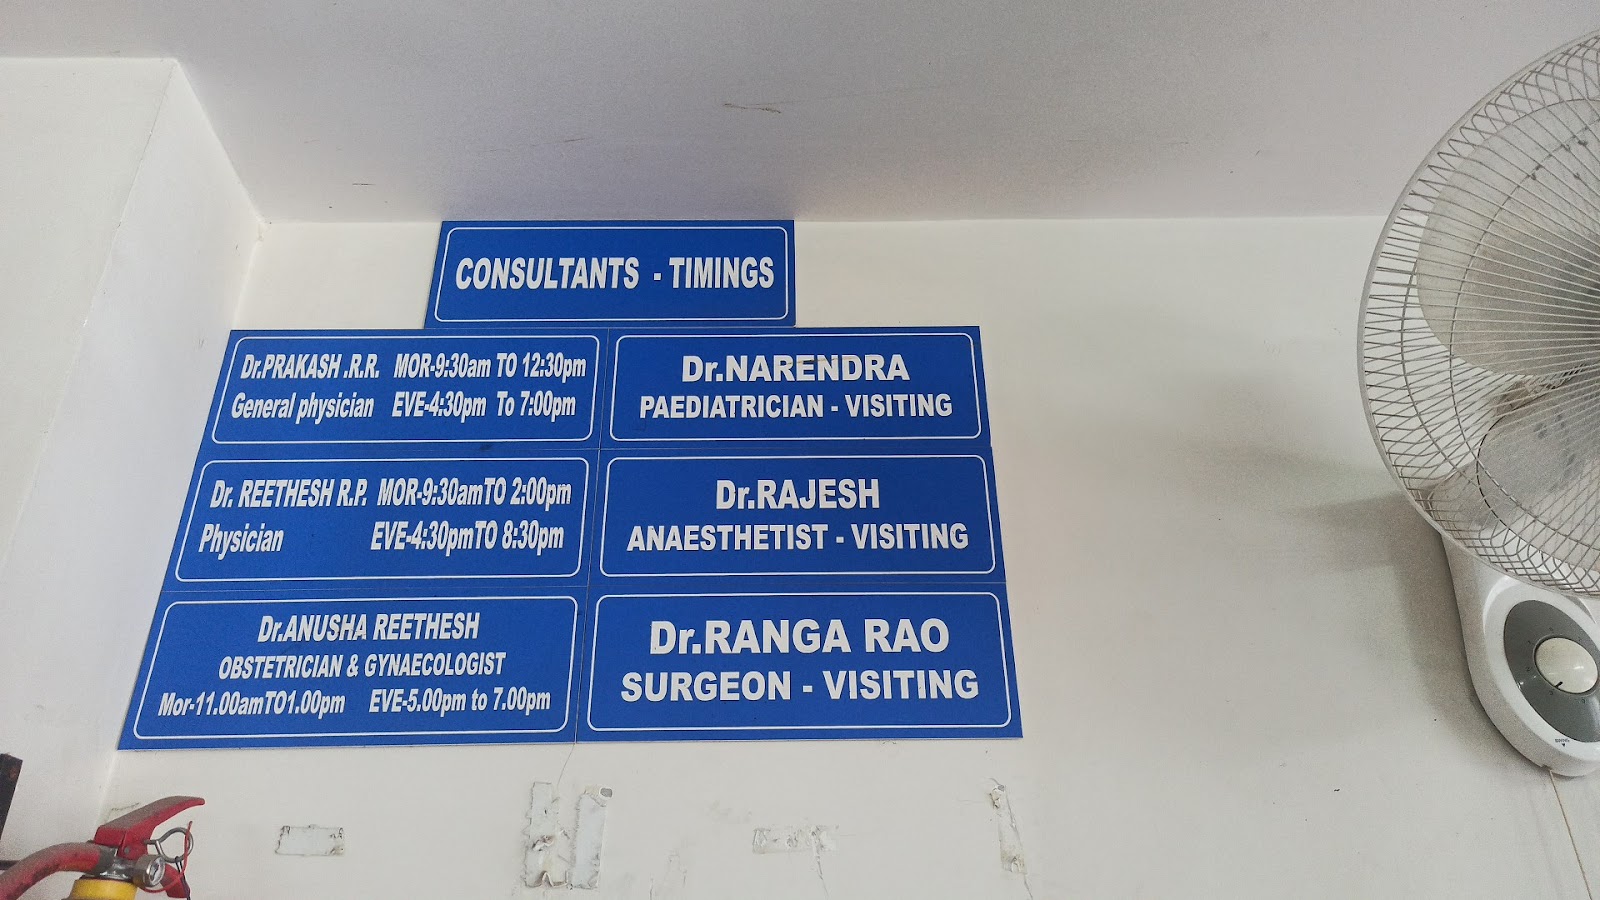 CONSULTANTS - TIMINGS
Dr.PRAKASH .R.R. MOR-9:30am TO 12:30pm
General physician EVE-4:30pm To 7:00pm
Dr.NARENDRA
PAEDIATRICIAN - VISITING
Dr. REETHESH R.P. MOR-9:30amTO 2:00pm
Physician EVE-4:30pmTO 8:30pm
Dr.RAJESH
ANAESTHETIST - VISITING
Dr.ANUSHA REETHESH
OBSTETRICIAN & GYNAECOLOGIST
Mor-11.00amTO1.00pm EVE-5.00pm to 7.00pm
Dr.RANGA RAO
SURGEON - VISITING